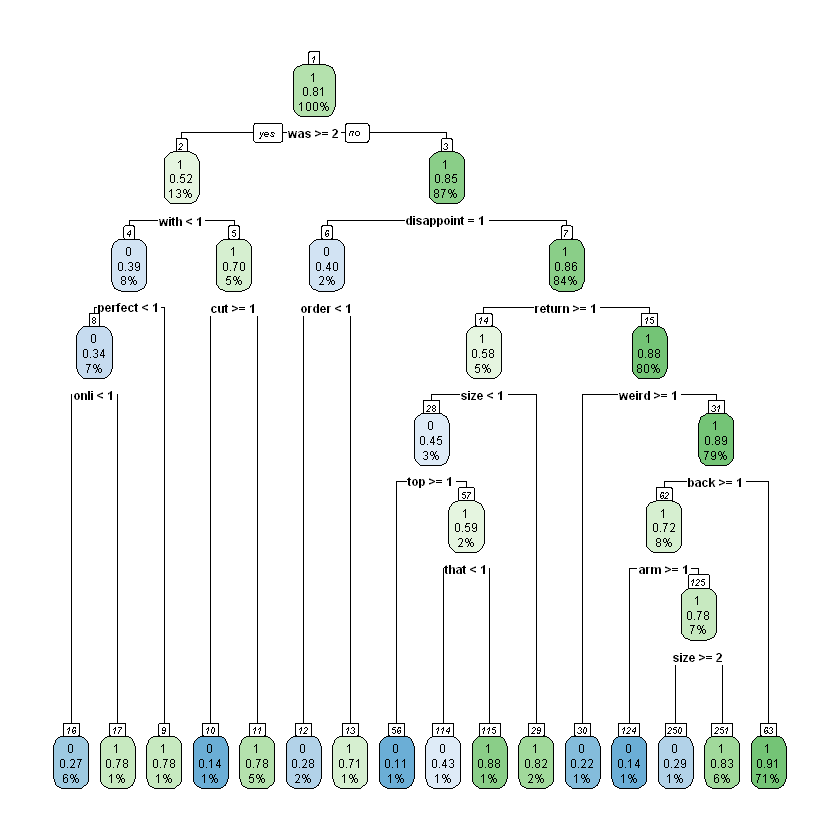 1
1
0.81
100%
yes was >= 2 no
2 3
1 1
0.52 0.85
13% 87%
with < 1 disappoint = 1
4 5 6 7
0 1 0 1
0.39 0.70 0.40 0.86
8% 5% 2% 84%
perfect < 1 cut >= 1 order < 1 return >= 1
8 14 15
0 1 1
0.34 0.58 0.88
7% 5% 80%
onli < 1 size < 1 weird >= 1
28 31
0 1
0.45 0.89
3% 79%
top >= 1 back >= 1
57 62
1 1
0.59 0.72
2% 8%
that < 1 arm >= 1
125
1
0.78
7%
size >= 2
16 17 9 10 11 12 13 56 114 115 29 30 124 250 251 63
0 1 1 0 1 0 1 0 0 1 1 0 0 0 1 1
0.27 0.78 0.78 0.14 0.78 0.28 0.71 0.11 0.43 0.88 0.82 0.22 0.14 0.29 0.83 0.91
6% 1% 1% 1% 5% 2% 1% 1% 1% 1% 2% 1% 1% 1% 6% 71%